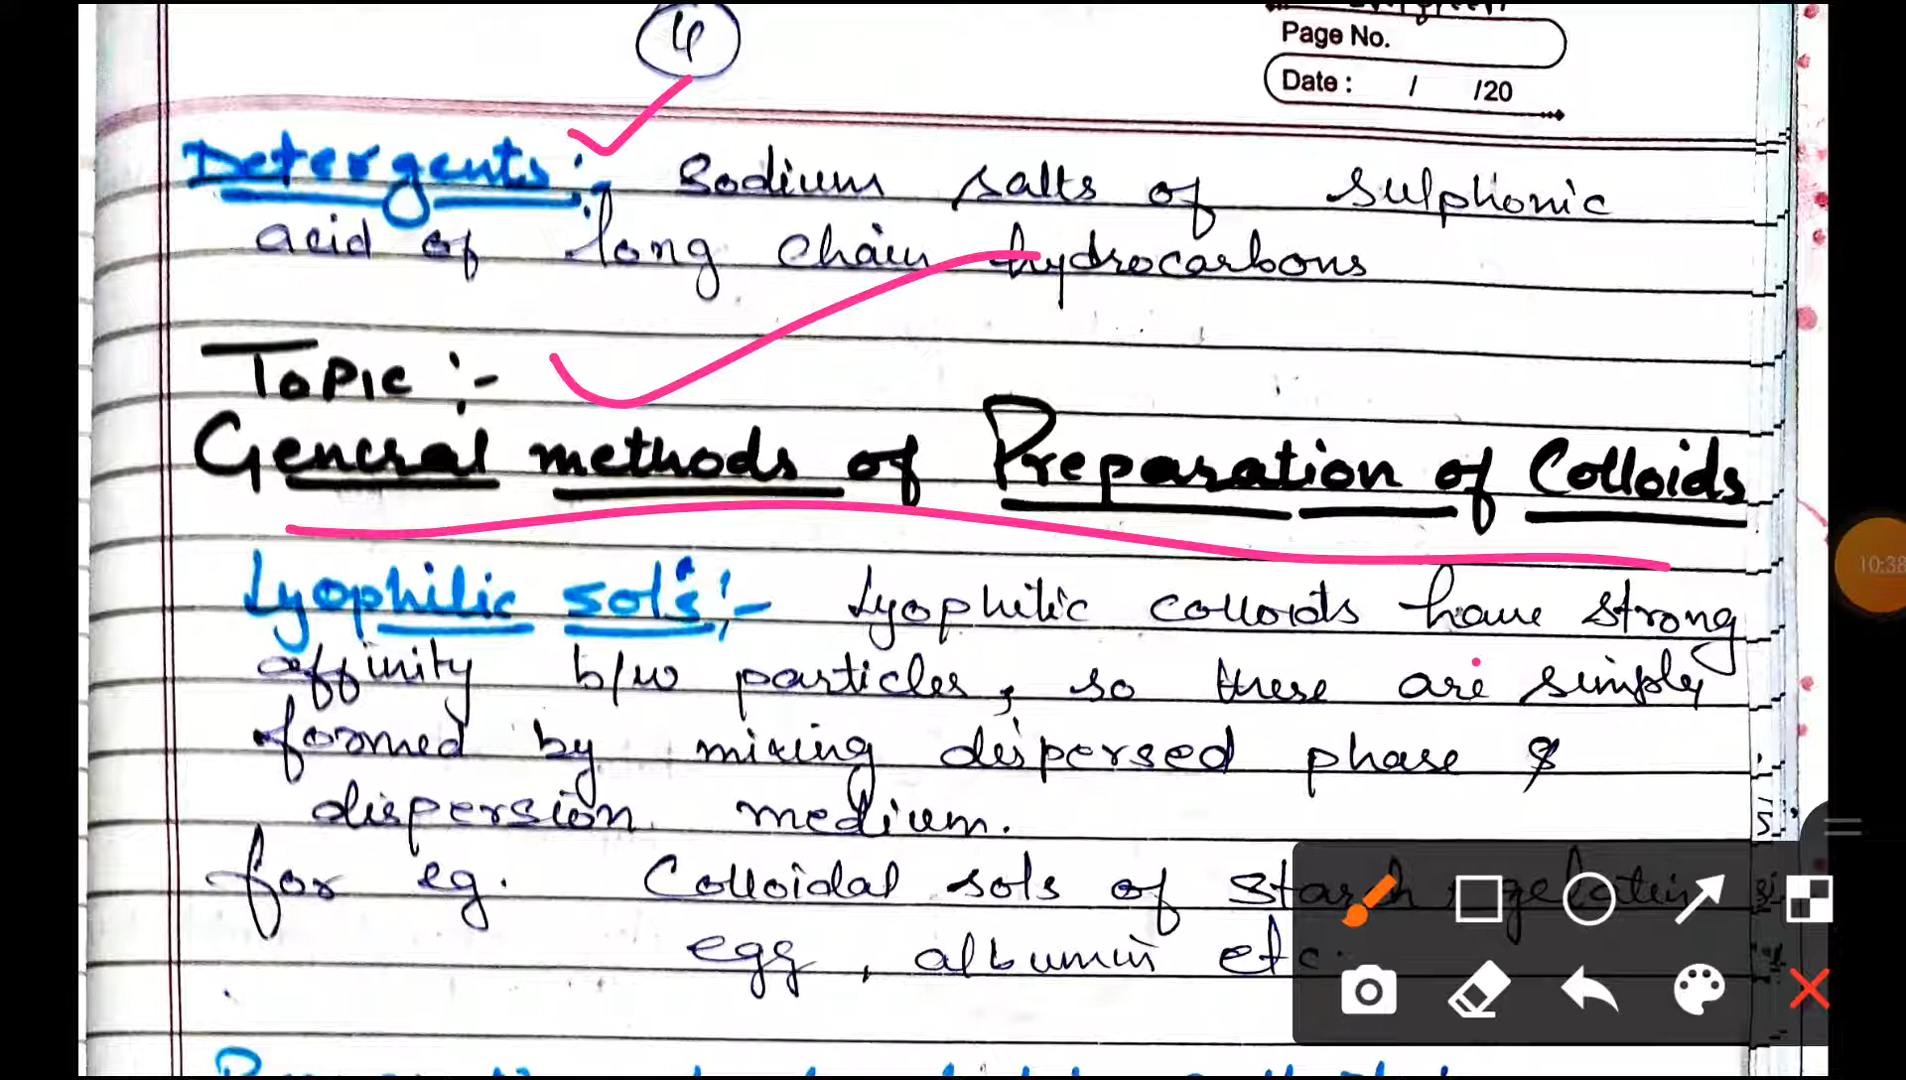 4
Page No.
Date : / /20
Detergents :- Sodium salts of sulphonic
acid of long chain hydrocarbons
Topic :-
General methods of Preparation of Colloids
Lyophilic sols :- Lyophilic colloids have strong
affinity b/w particles, so these are simply
formed by mixing dispersed phase &
dispersion medium.
for eg. Colloidal sols of Starch, gelatin
egg, albumin etc.
10:38